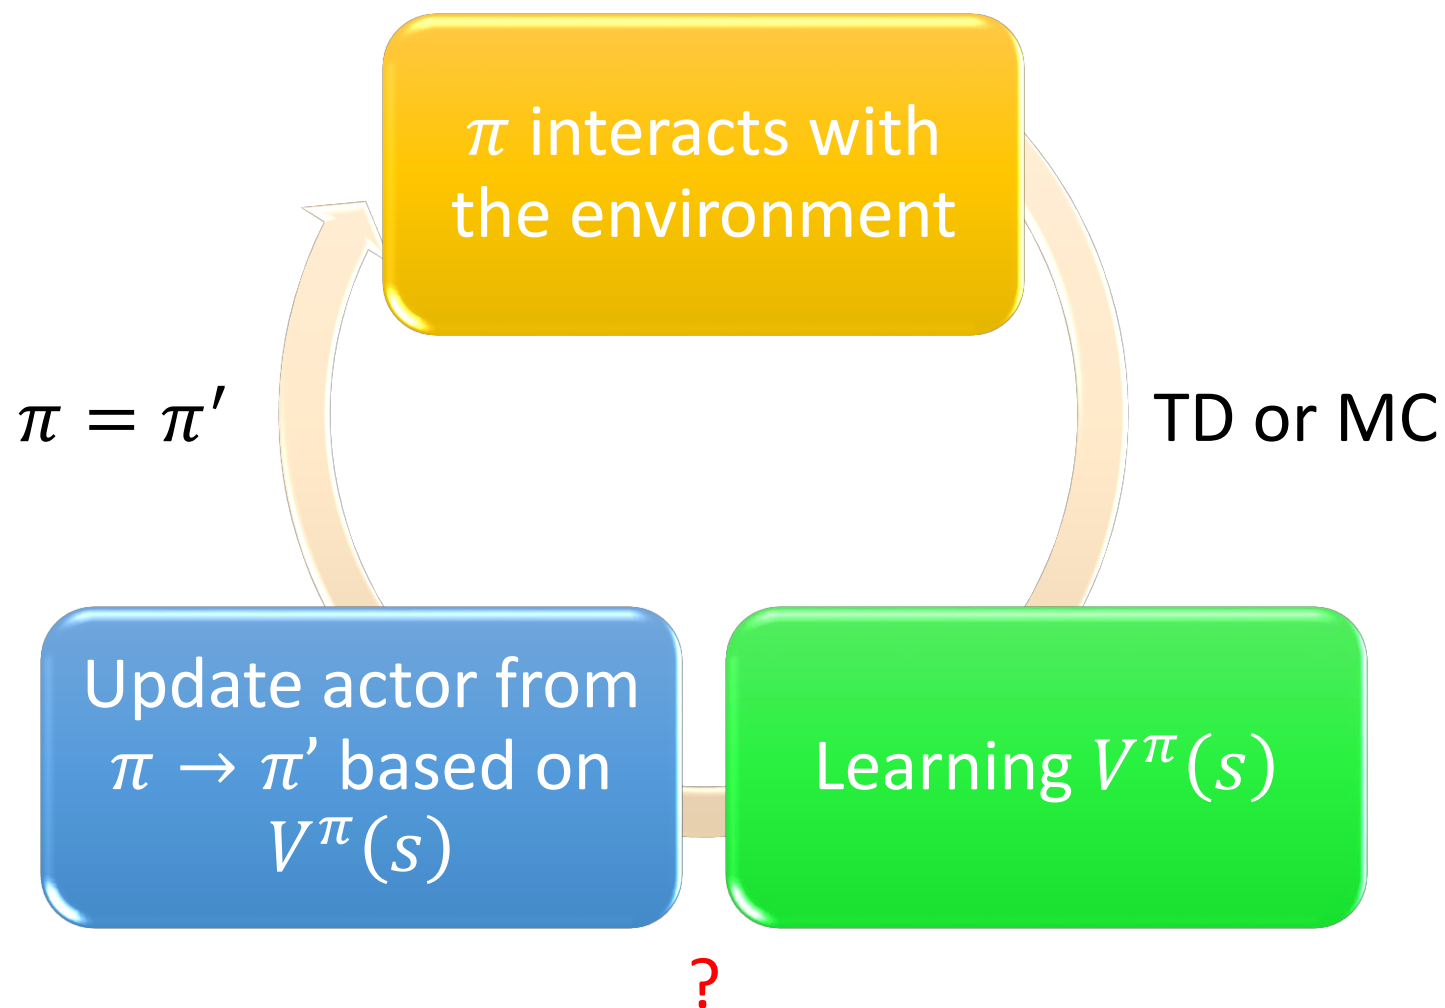 π interacts with
the environment
π = π′
TD or MC
Update actor from
π → π’ based on
V^π(s)
Learning V^π(s)
?